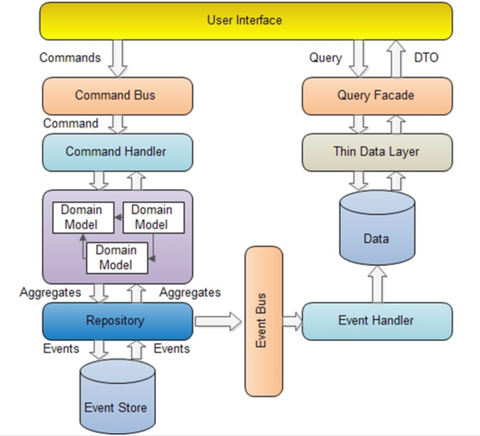 User Interface
Commands
Query
DTO
Command Bus
Query Facade
Command
Command Handler
Thin Data Layer
Domain
Model
Domain
Model
Domain
Model
Data
Aggregates
Aggregates
Repository
Event Bus
Event Handler
Events
Events
Event Store